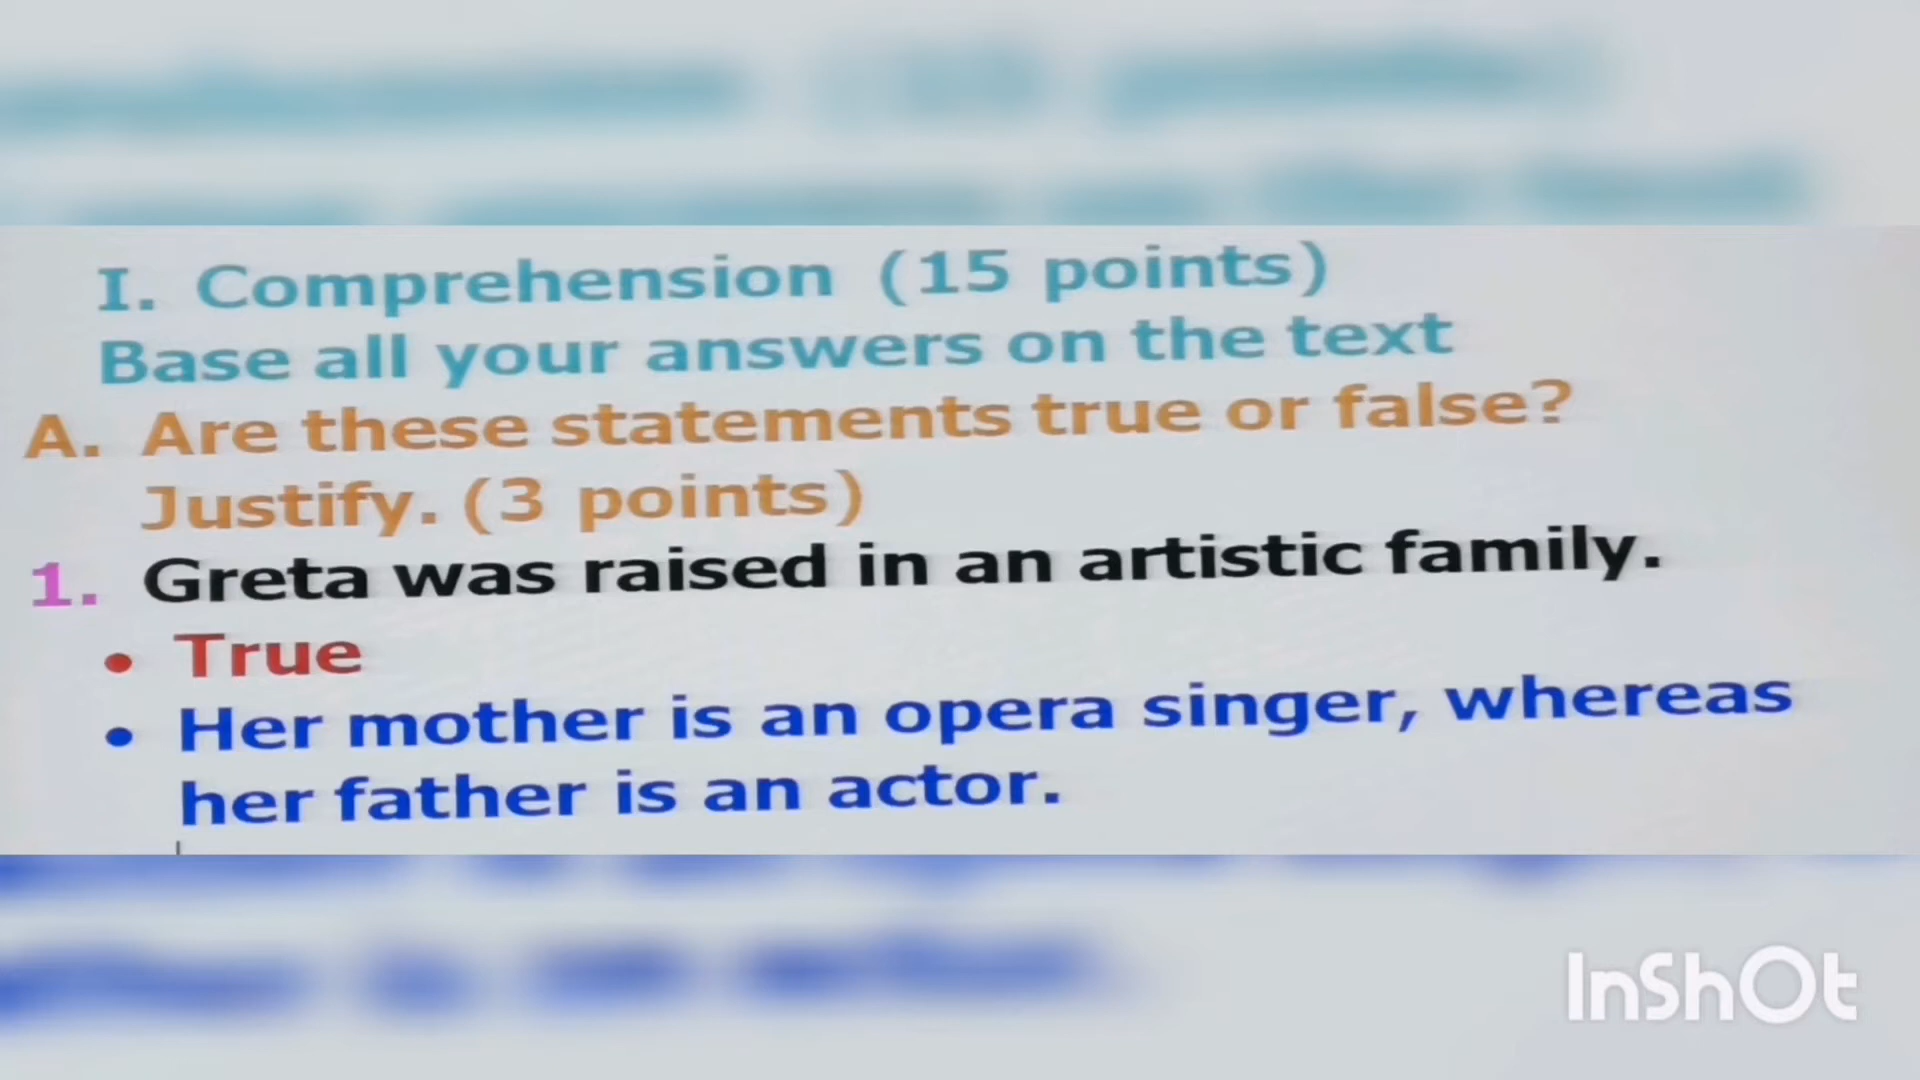 I. Comprehension (15 points)
Base all your answers on the text
A. Are these statements true or false?
Justify. (3 points)
1. Greta was raised in an artistic family.
• True
• Her mother is an opera singer, whereas
her father is an actor.
InShOt